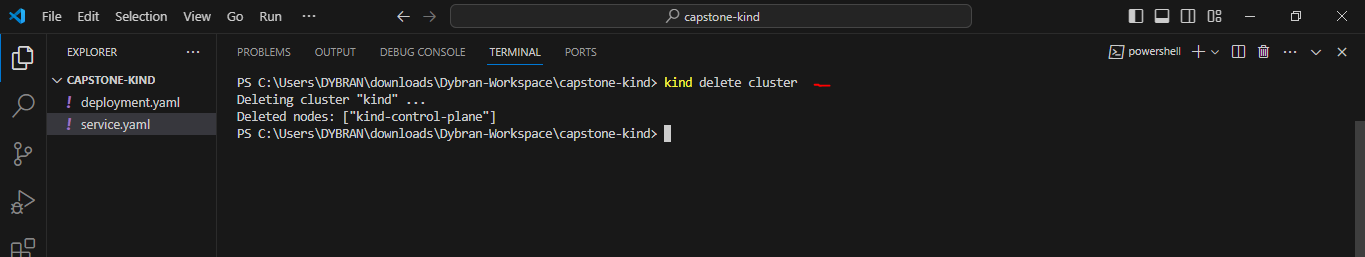 File Edit Selection View Go Run ··· capstone-kind
EXPLORER ···
PROBLEMS OUTPUT DEBUG CONSOLE TERMINAL PORTS powershell
CAPSTONE-KIND
! deployment.yaml
! service.yaml
PS C:\Users\DYBRAN\downloads\Dybran-Workspace\capstone-kind> kind delete cluster
Deleting cluster "kind" ...
Deleted nodes: ["kind-control-plane"]
PS C:\Users\DYBRAN\downloads\Dybran-Workspace\capstone-kind>